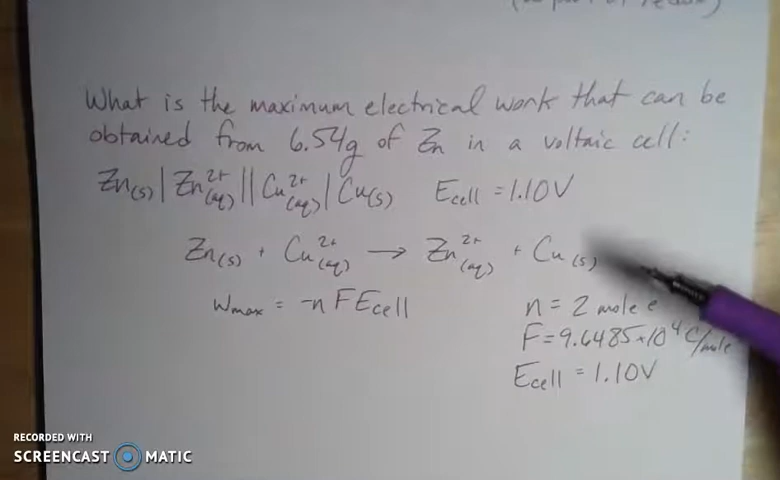 What is the maximum electrical work that can be
obtained from 6.54g of Zn in a voltaic cell:
Zn(s) | Zn²⁺(aq) || Cu²⁺(aq) | Cu(s) Ecell = 1.10V
Zn(s) + Cu²⁺(aq) → Zn²⁺(aq) + Cu(s)
wmax = -nFEcell
n = 2 mole e
F = 9.6485×10⁴ C/mole
Ecell = 1.10V
RECORDED WITH
SCREENCAST MATIC